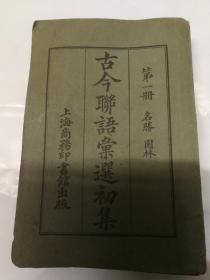 第一册 名勝 園林
古今聯語彙選初集
上海商務印書館出版